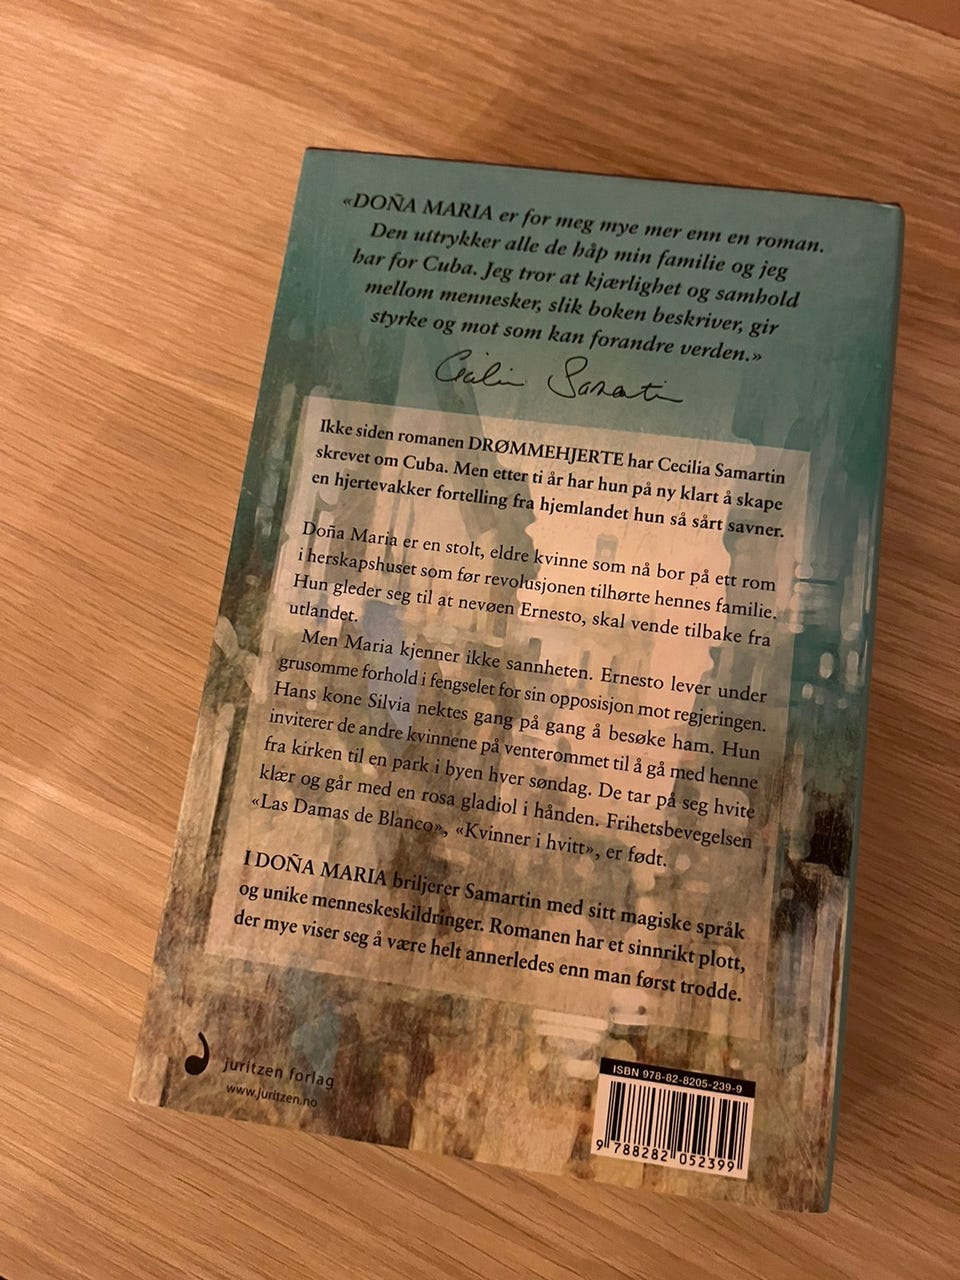 «DOÑA MARIA er for meg mye mer enn en roman.
Den uttrykker alle de håp min familie og jeg
har for Cuba. Jeg tror at kjærlighet og samhold
mellom mennesker, slik boken beskriver, gir
styrke og mot som kan forandre verden.»
Cecilia Samartin
Ikke siden romanen DRØMMEHJERTE har Cecilia Samartin
skrevet om Cuba. Men etter ti år har hun på ny klart å skape
en hjertevakker fortelling fra hjemlandet hun så sårt savner.
Doña Maria er en stolt, eldre kvinne som nå bor på ett rom
i herskapshuset som før revolusjonen tilhørte hennes familie.
Hun gleder seg til at nevøen Ernesto, skal vende tilbake fra
utlandet.
Men Maria kjenner ikke sannheten. Ernesto lever under
grusomme forhold i fengselet for sin opposisjon mot regjeringen.
Hans kone Silvia nektes gang på gang å besøke ham. Hun
inviterer de andre kvinnene på venterommet til å gå med henne
fra kirken til en park i byen hver søndag. De tar på seg hvite
klær og går med en rosa gladiol i hånden. Frihetsbevegelsen
«Las Damas de Blanco», «Kvinner i hvitt», er født.
I DOÑA MARIA briljerer Samartin med sitt magiske språk
og unike menneskeskildringer. Romanen har et sinnrikt plott,
der mye viser seg å være helt annerledes enn man først trodde.
juritzen forlag
www.juritzen.no
ISBN 978-82-8205-239-9
9 788282 052399